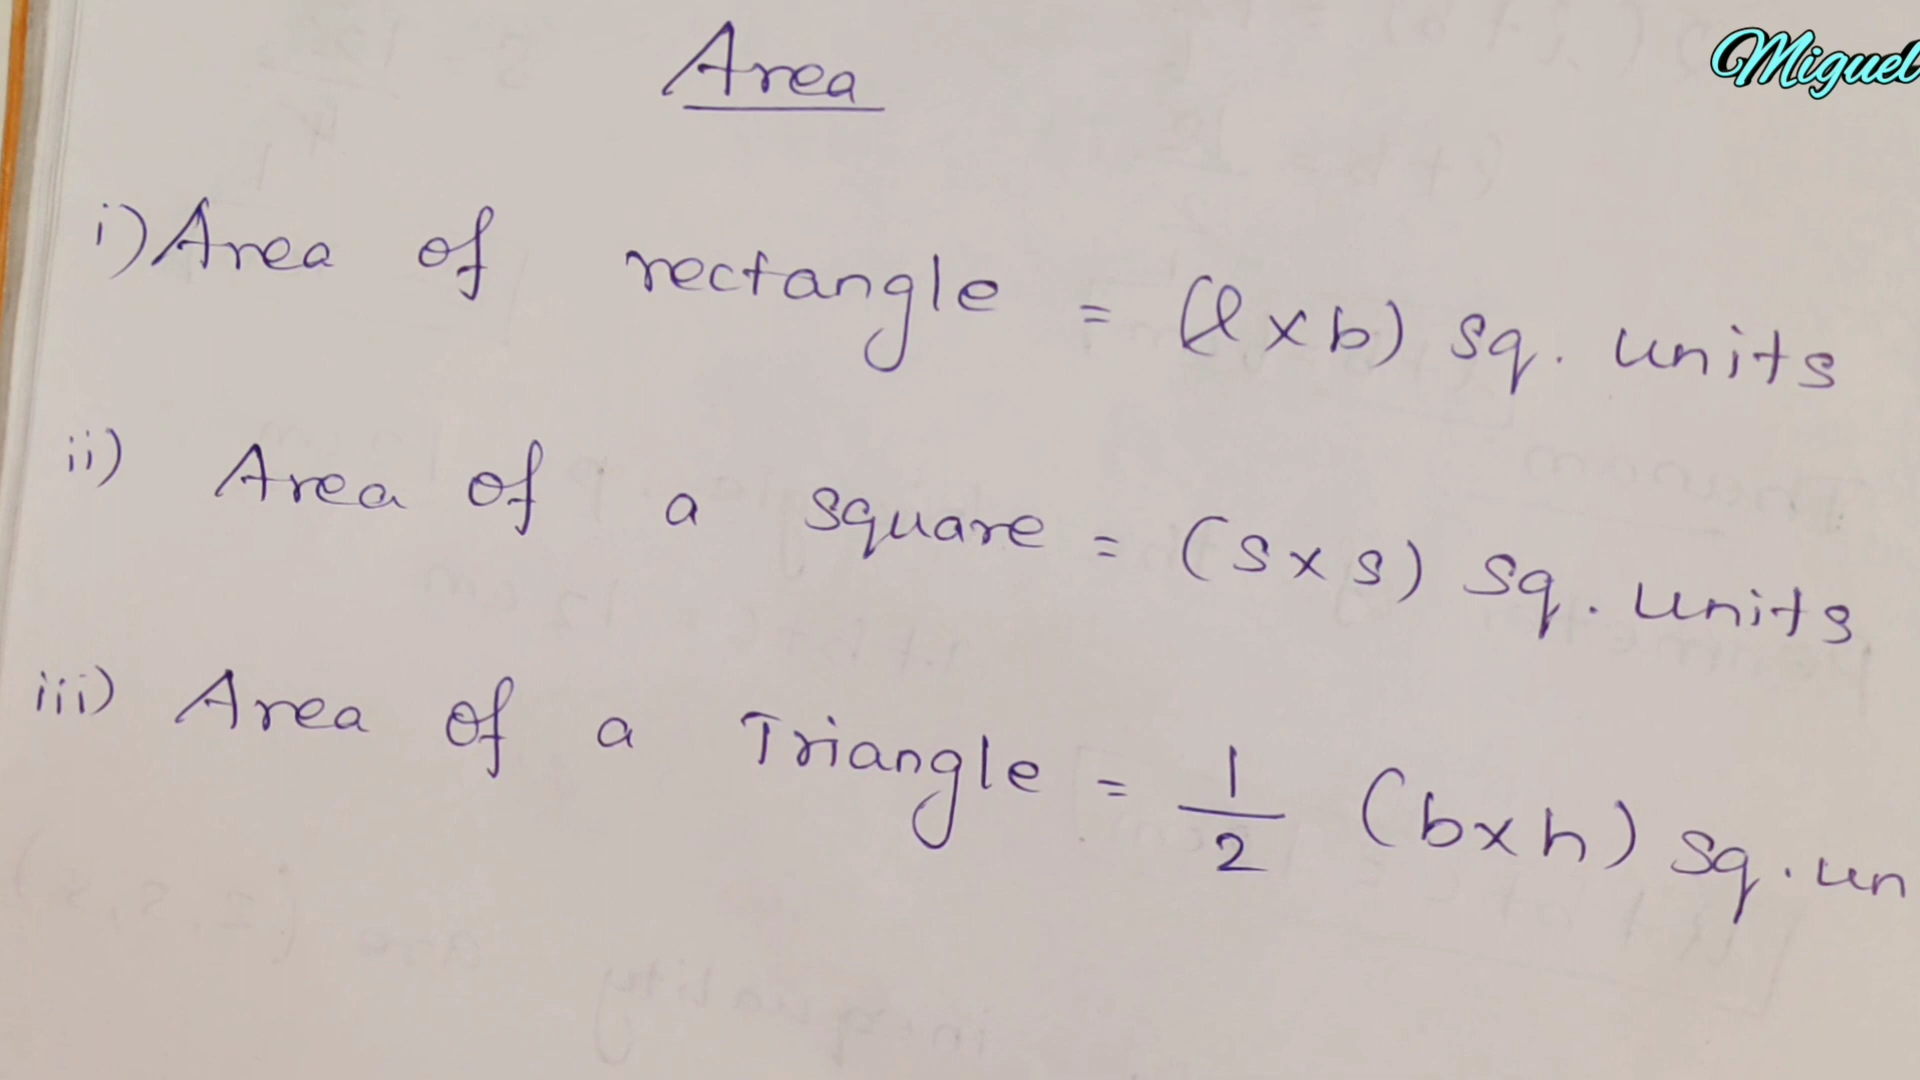 Area
Miguel
i) Area of rectangle = (l × b) sq. units
ii) Area of a square = (s × s) sq. units
iii) Area of a Triangle = 1/2 (b × h) sq. un